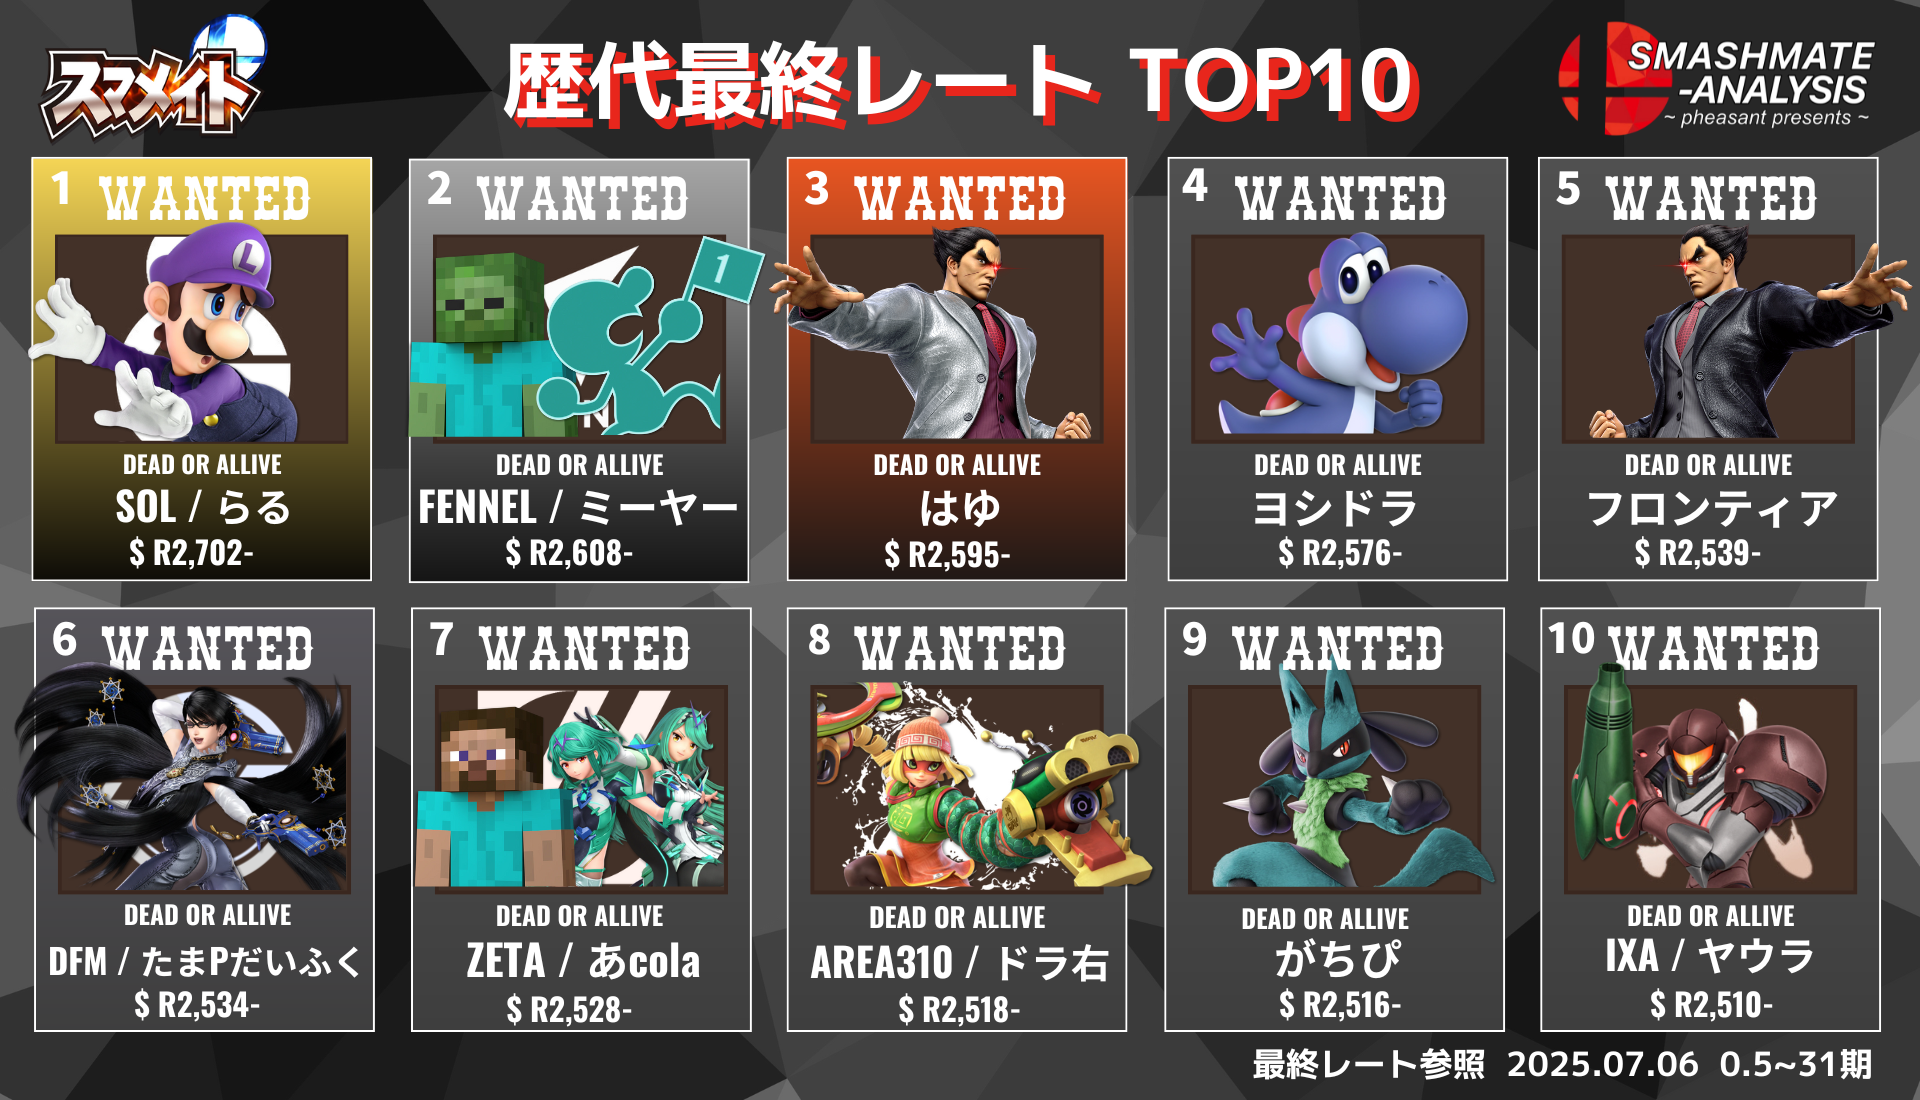 スマメイト
歴代最終レート TOP10
SMASHMATE
-ANALYSIS
~ pheasant presents ~
1 WANTED
L
DEAD OR ALLIVE
SOL / らる
$ R2,702-
2 WANTED
1
DEAD OR ALLIVE
FENNEL / ミーヤー
$ R2,608-
3 WANTED
DEAD OR ALLIVE
はゆ
$ R2,595-
4 WANTED
DEAD OR ALLIVE
ヨシドラ
$ R2,576-
5 WANTED
DEAD OR ALLIVE
フロンティア
$ R2,539-
6 WANTED
DEAD OR ALLIVE
DFM / たまPだいふく
$ R2,534-
7 WANTED
DEAD OR ALLIVE
ZETA / あcola
$ R2,528-
8 WANTED
DEAD OR ALLIVE
AREA310 / ドラ右
$ R2,518-
9 WANTED
DEAD OR ALLIVE
がちぴ
$ R2,516-
10 WANTED
DEAD OR ALLIVE
IXA / ヤウラ
$ R2,510-
最終レート参照 2025.07.06 0.5~31期